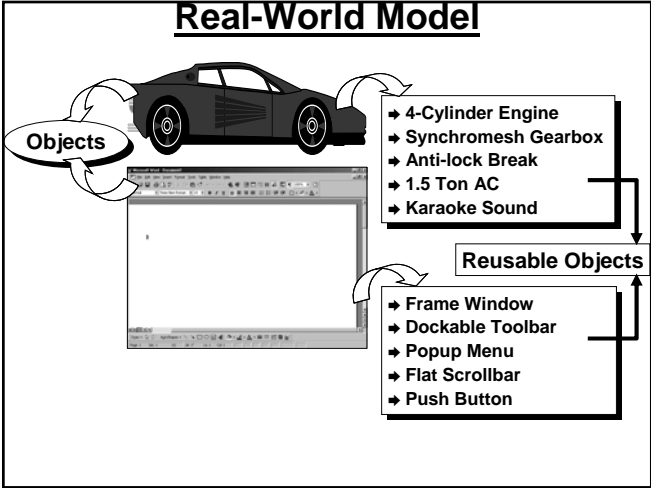 Real-World Model
Objects
➔ 4-Cylinder Engine
➔ Synchromesh Gearbox
➔ Anti-lock Break
➔ 1.5 Ton AC
➔ Karaoke Sound
Reusable Objects
➔ Frame Window
➔ Dockable Toolbar
➔ Popup Menu
➔ Flat Scrollbar
➔ Push Button